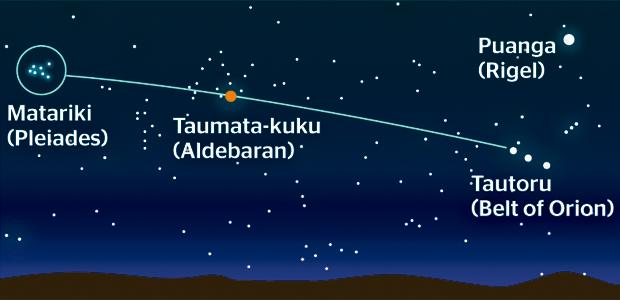 Matariki
(Pleiades)
Taumata-kuku
(Aldebaran)
Puanga
(Rigel)
Tautoru
(Belt of Orion)